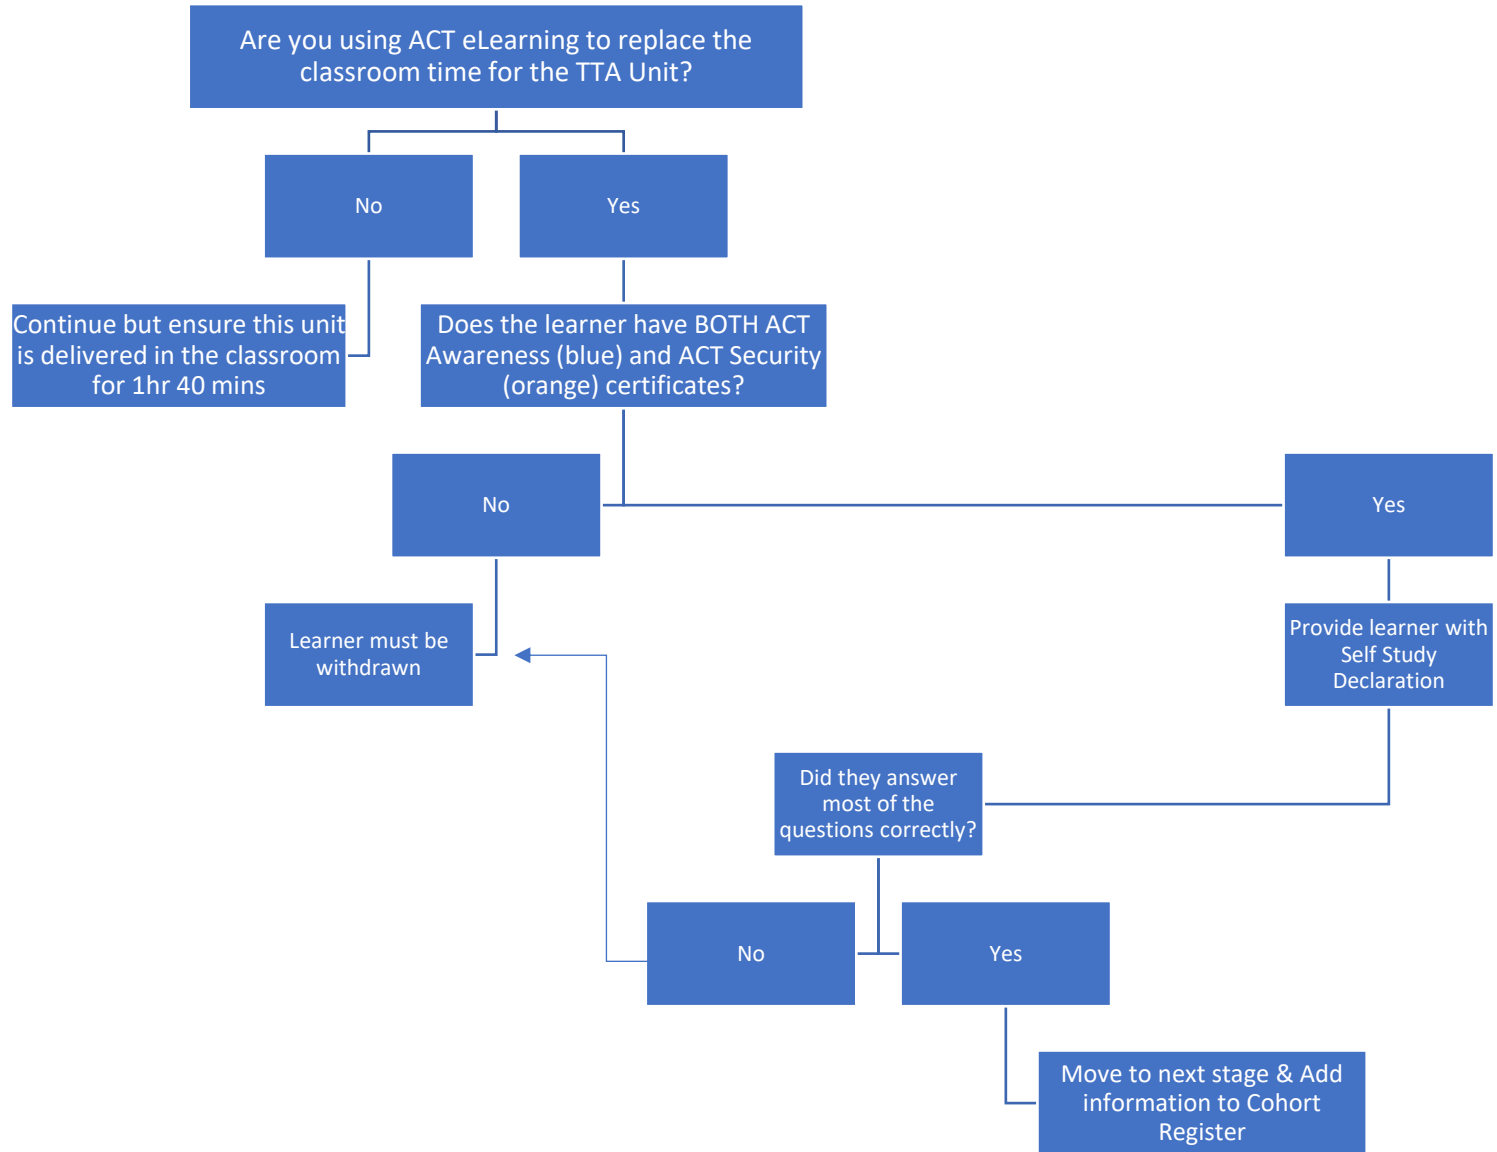 Are you using ACT eLearning to replace the
classroom time for the TTA Unit?
No
Yes
Continue but ensure this unit
is delivered in the classroom
for 1hr 40 mins
Does the learner have BOTH ACT
Awareness (blue) and ACT Security
(orange) certificates?
No
Yes
Learner must be
withdrawn
Provide learner with
Self Study
Declaration
Did they answer
most of the
questions correctly?
No
Yes
Move to next stage & Add
information to Cohort
Register